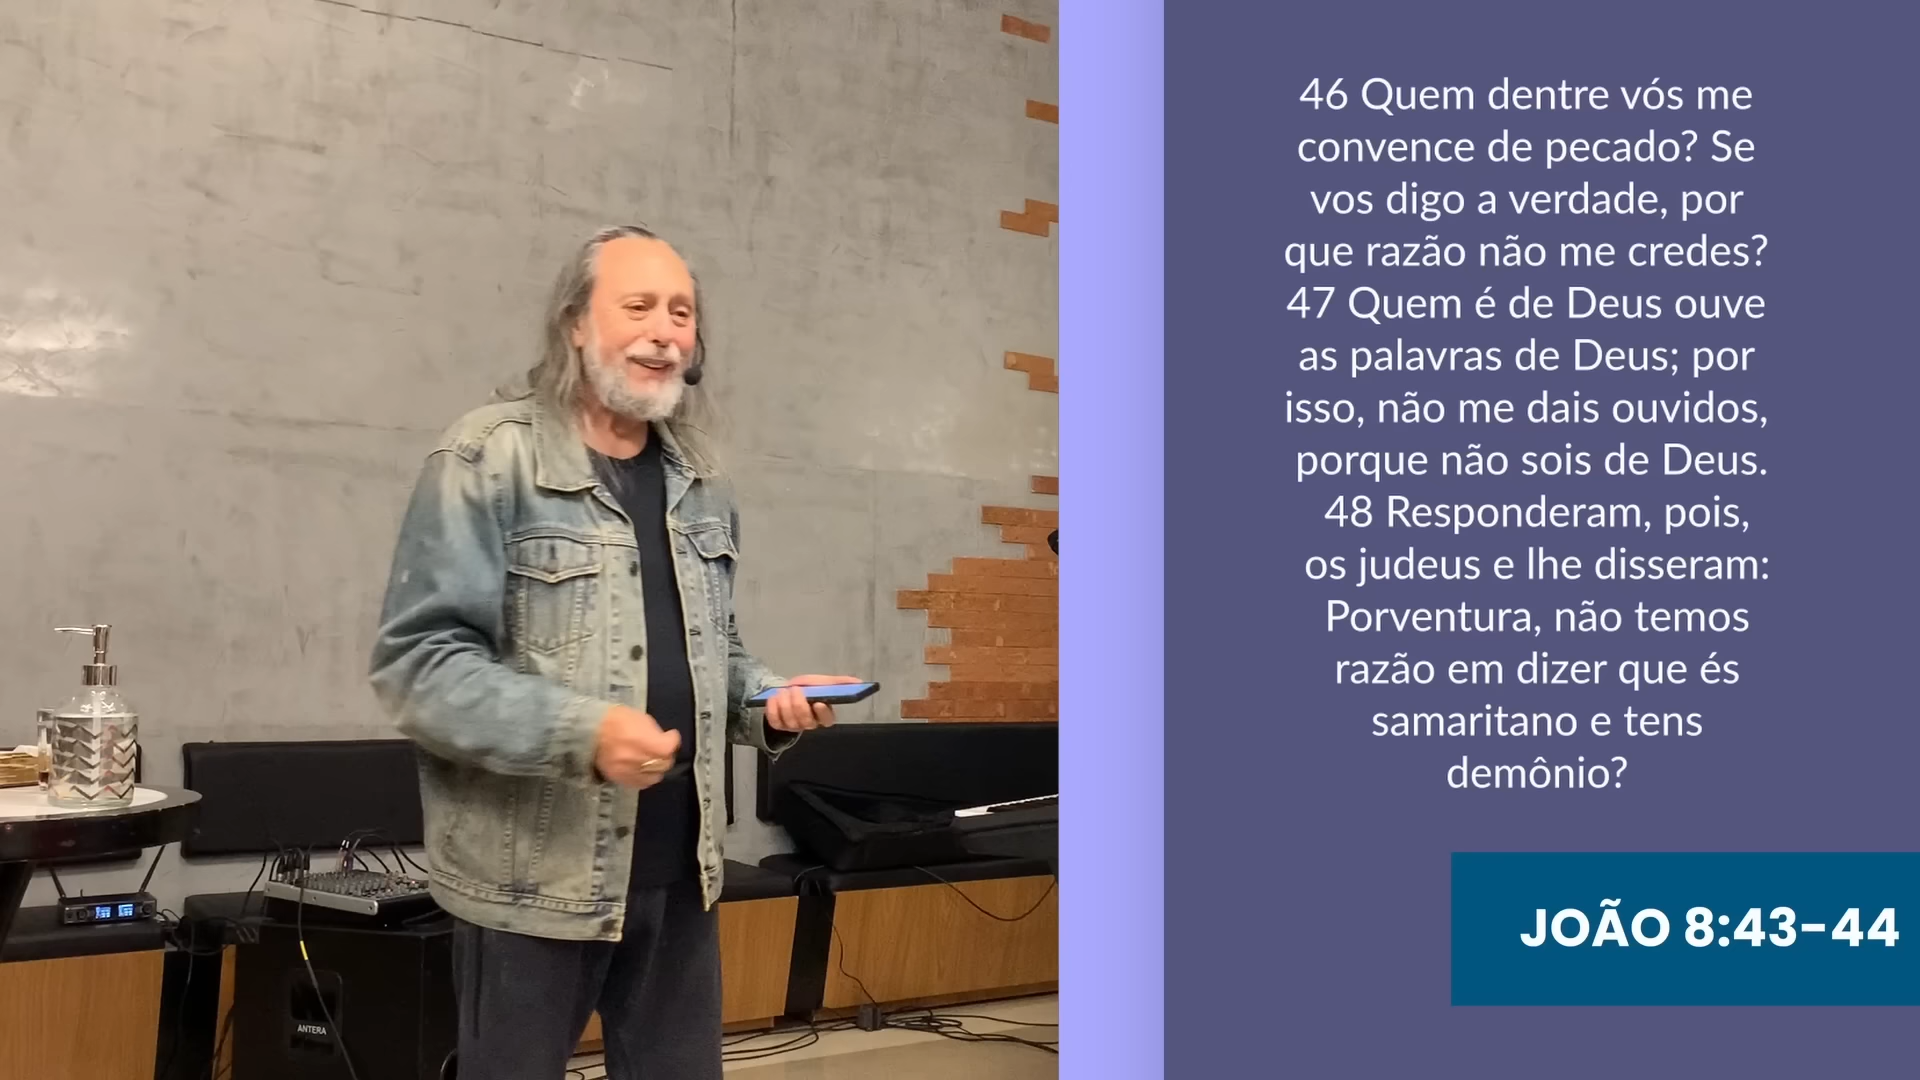 46 Quem dentre vós me
convence de pecado? Se
vos digo a verdade, por
que razão não me credes?
47 Quem é de Deus ouve
as palavras de Deus; por
isso, não me dais ouvidos,
porque não sois de Deus.
48 Responderam, pois,
os judeus e lhe disseram:
Porventura, não temos
razão em dizer que és
samaritano e tens
demônio?
JOÃO 8:43-44
ANTERA